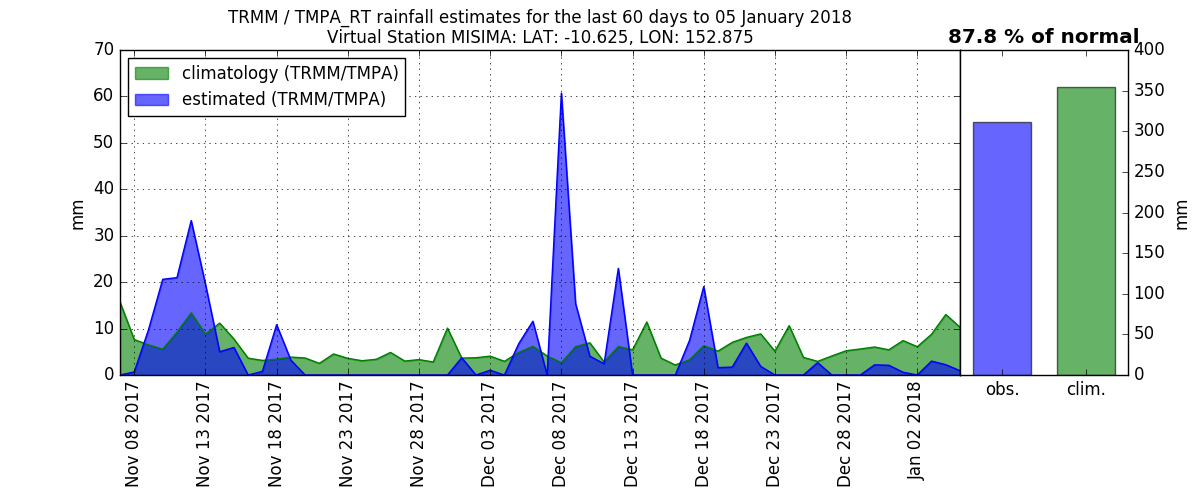 TRMM / TMPA_RT rainfall estimates for the last 60 days to 05 January 2018
Virtual Station MISIMA: LAT: -10.625, LON: 152.875
87.8 % of normal
climatology (TRMM/TMPA)
estimated (TRMM/TMPA)
70
60
50
40
30
20
10
0
mm
Nov 08 2017
Nov 13 2017
Nov 18 2017
Nov 23 2017
Nov 28 2017
Dec 03 2017
Dec 08 2017
Dec 13 2017
Dec 18 2017
Dec 23 2017
Dec 28 2017
Jan 02 2018
obs.
clim.
400
350
300
250
200
150
100
50
0
mm